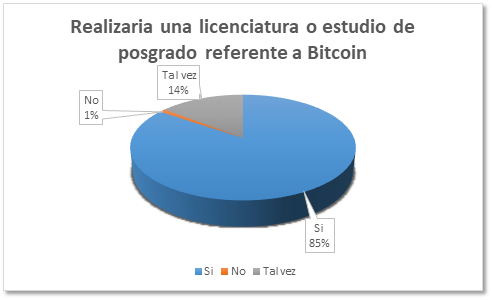 Realizaria una licenciatura o estudio de
posgrado referente a Bitcoin
Tal vez
14%
No
1%
Si
85%
Si No Tal vez